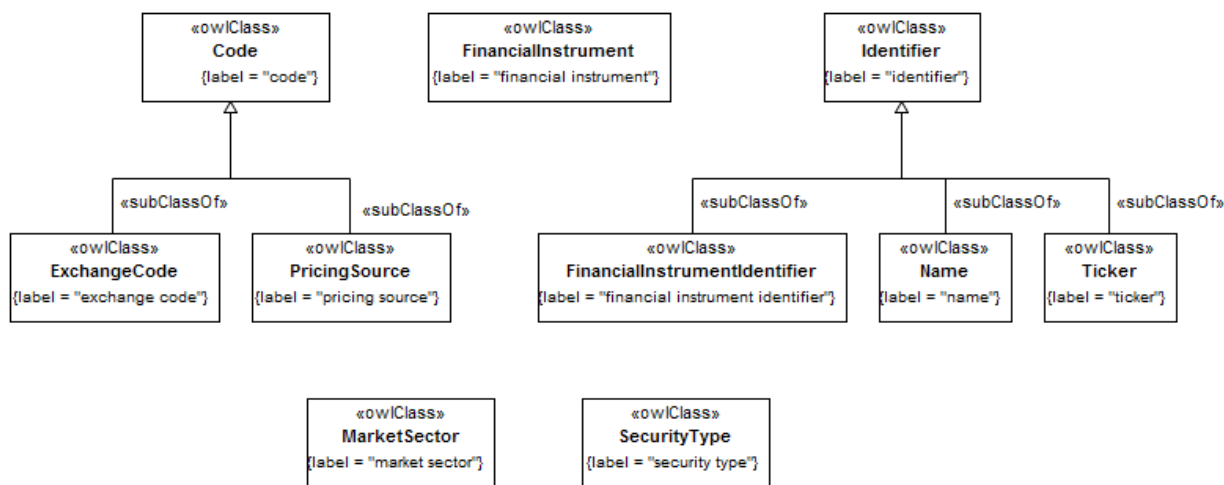 «owlClass»
Code
{label = "code"}
«owlClass»
FinancialInstrument
{label = "financial instrument"}
«owlClass»
Identifier
{label = "identifier"}
«subClassOf»
«subClassOf»
«subClassOf»
«subClassOf»
«subClassOf»
«owlClass»
ExchangeCode
{label = "exchange code"}
«owlClass»
PricingSource
{label = "pricing source"}
«owlClass»
FinancialInstrumentIdentifier
{label = "financial instrument identifier"}
«owlClass»
Name
{label = "name"}
«owlClass»
Ticker
{label = "ticker"}
«owlClass»
MarketSector
{label = "market sector"}
«owlClass»
SecurityType
{label = "security type"}